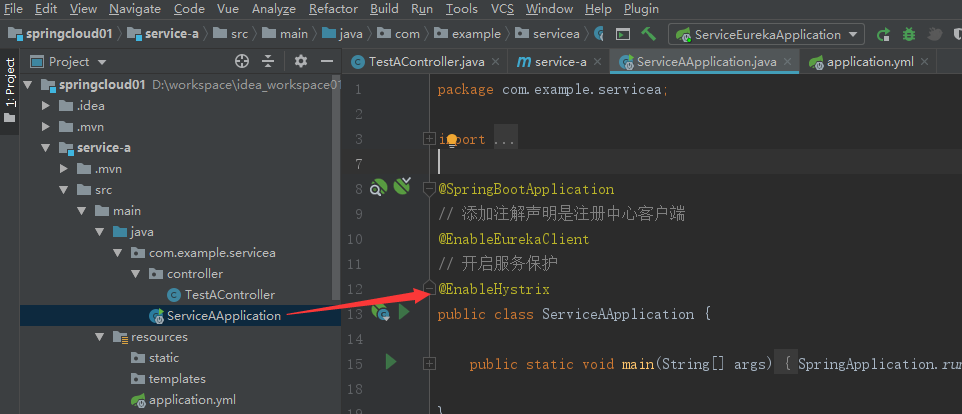 File Edit View Navigate Code Vue Analyze Refactor Build Run Tools VCS Window Help Plugin
springcloud01 service-a src main java com example servicea ServiceEurekaApplication
1: Project
Project
TestAController.java service-a ServiceAApplication.java application.yml
springcloud01 D:\workspace\idea_workspace01
.idea
.mvn
service-a
.mvn
src
main
java
com.example.servicea
controller
TestAController
ServiceAApplication
resources
static
templates
application.yml
1 package com.example.servicea;
2
3 import ...
7
8 @SpringBootApplication
9 // 添加注解声明是注册中心客户端
10 @EnableEurekaClient
11 // 开启服务保护
12 @EnableHystrix
13 public class ServiceAApplication {
14
15 public static void main(String[] args) { SpringApplication.run
18
}